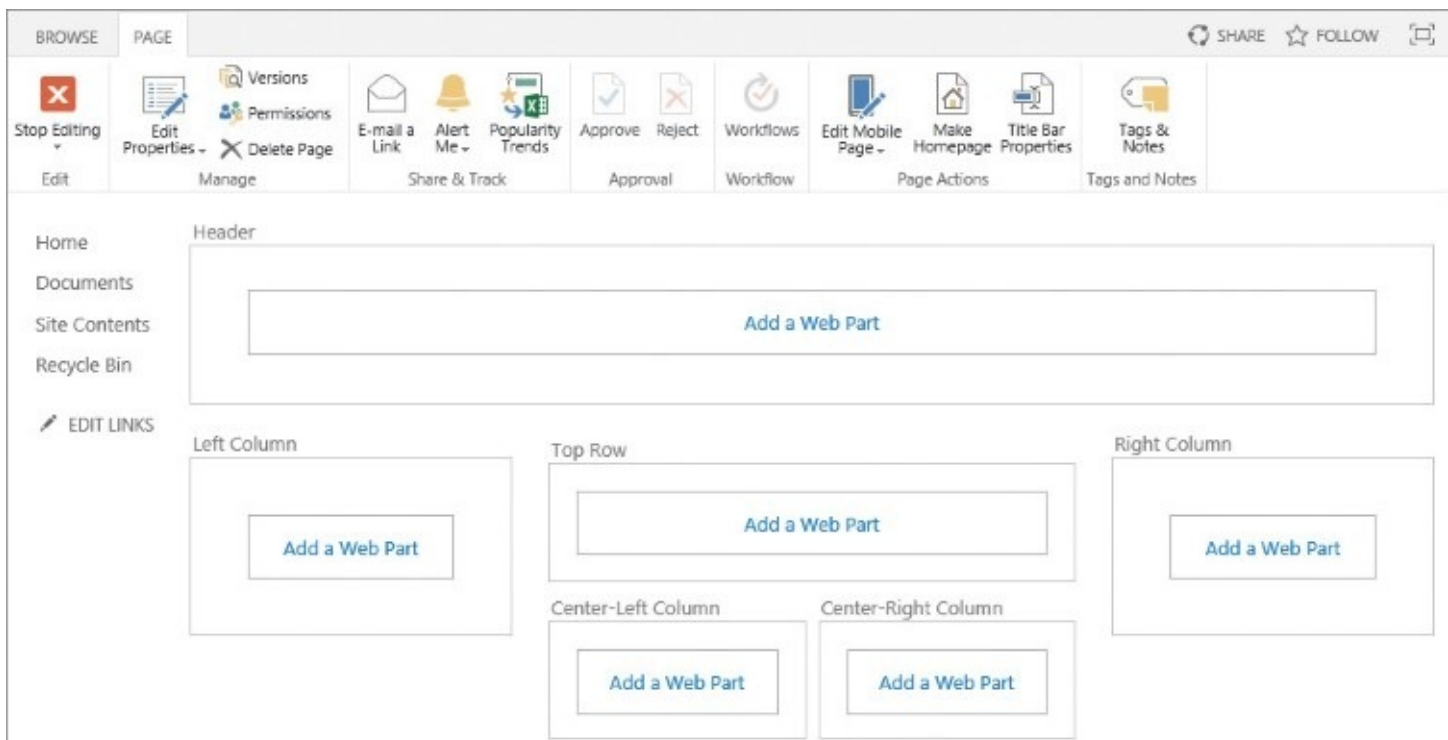 BROWSE PAGE SHARE FOLLOW
Stop Editing
Edit
Edit Properties
Versions
Permissions
Delete Page
Manage
E-mail a Link
Alert Me
Popularity Trends
Share & Track
Approve
Reject
Approval
Workflows
Workflow
Edit Mobile Page
Make Homepage
Title Bar Properties
Page Actions
Tags & Notes
Tags and Notes
Home
Documents
Site Contents
Recycle Bin
EDIT LINKS
Header
Add a Web Part
Left Column
Add a Web Part
Top Row
Add a Web Part
Right Column
Add a Web Part
Center-Left Column
Add a Web Part
Center-Right Column
Add a Web Part